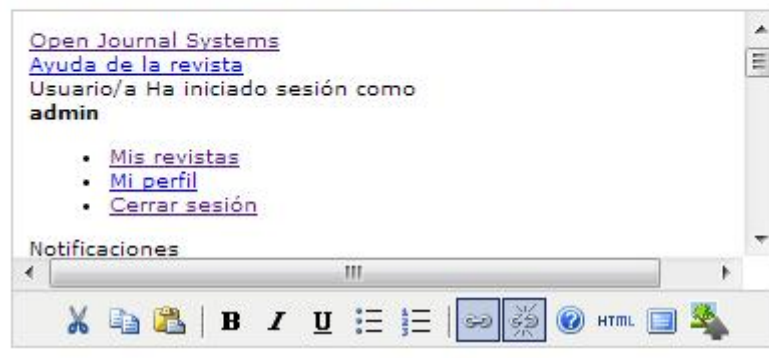 Open Journal Systems
Ayuda de la revista
Usuario/a Ha iniciado sesión como
admin
Mis revistas
Mi perfil
Cerrar sesión
Notificaciones
B I U HTML